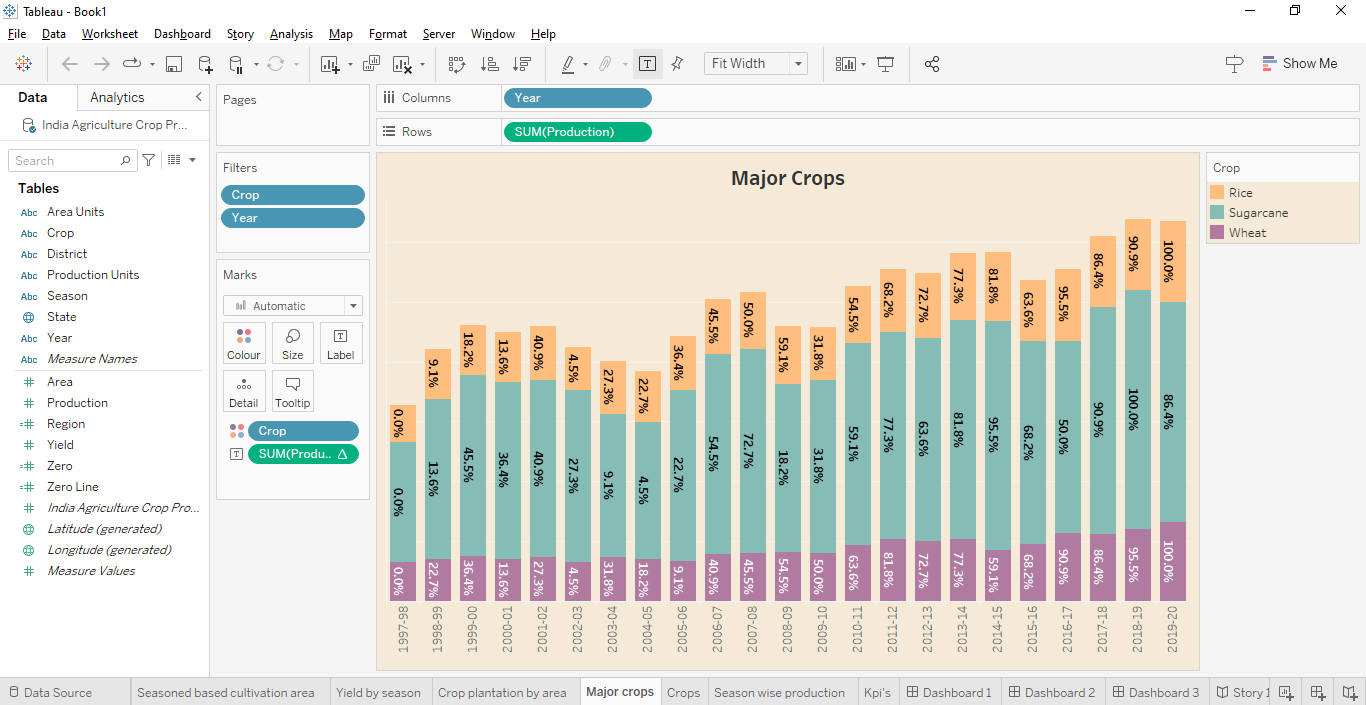 Tableau - Book1
File Data Worksheet Dashboard Story Analysis Map Format Server Window Help
Fit Width
Show Me
Data Analytics
India Agriculture Crop Pr...
Search
Tables
Abc Area Units
Abc Crop
Abc District
Abc Production Units
Abc Season
State
Abc Year
Abc Measure Names
Area
Production
Region
Yield
Zero
Zero Line
India Agriculture Crop Pro...
Latitude (generated)
Longitude (generated)
Measure Values
Pages
Filters
Crop
Year
Marks
Automatic
Colour Size Label
Detail Tooltip
Crop
SUM(Produ..
Columns Year
Rows SUM(Production)
Major Crops
0.0% 9.1% 18.2% 13.6% 40.9% 4.5% 27.3% 22.7% 36.4% 45.5% 50.0% 59.1% 31.8% 54.5% 68.2% 72.7% 77.3% 81.8% 63.6% 95.5% 86.4% 90.9% 100.0%
0.0% 13.6% 45.5% 36.4% 40.9% 27.3% 9.1% 4.5% 22.7% 54.5% 72.7% 18.2% 31.8% 59.1% 77.3% 63.6% 81.8% 95.5% 68.2% 50.0% 90.9% 100.0% 86.4%
0.0% 22.7% 36.4% 13.6% 27.3% 4.5% 31.8% 18.2% 9.1% 40.9% 45.5% 54.5% 50.0% 63.6% 81.8% 72.7% 77.3% 59.1% 68.2% 90.9% 86.4% 95.5% 100.0%
1997-98 1998-99 1999-00 2000-01 2001-02 2002-03 2003-04 2004-05 2005-06 2006-07 2007-08 2008-09 2009-10 2010-11 2011-12 2012-13 2013-14 2014-15 2015-16 2016-17 2017-18 2018-19 2019-20
Crop
Rice
Sugarcane
Wheat
Data Source Seasoned based cultivation area Yield by season Crop plantation by area Major crops Crops Season wise production Kpi's Dashboard 1 Dashboard 2 Dashboard 3 Story 1